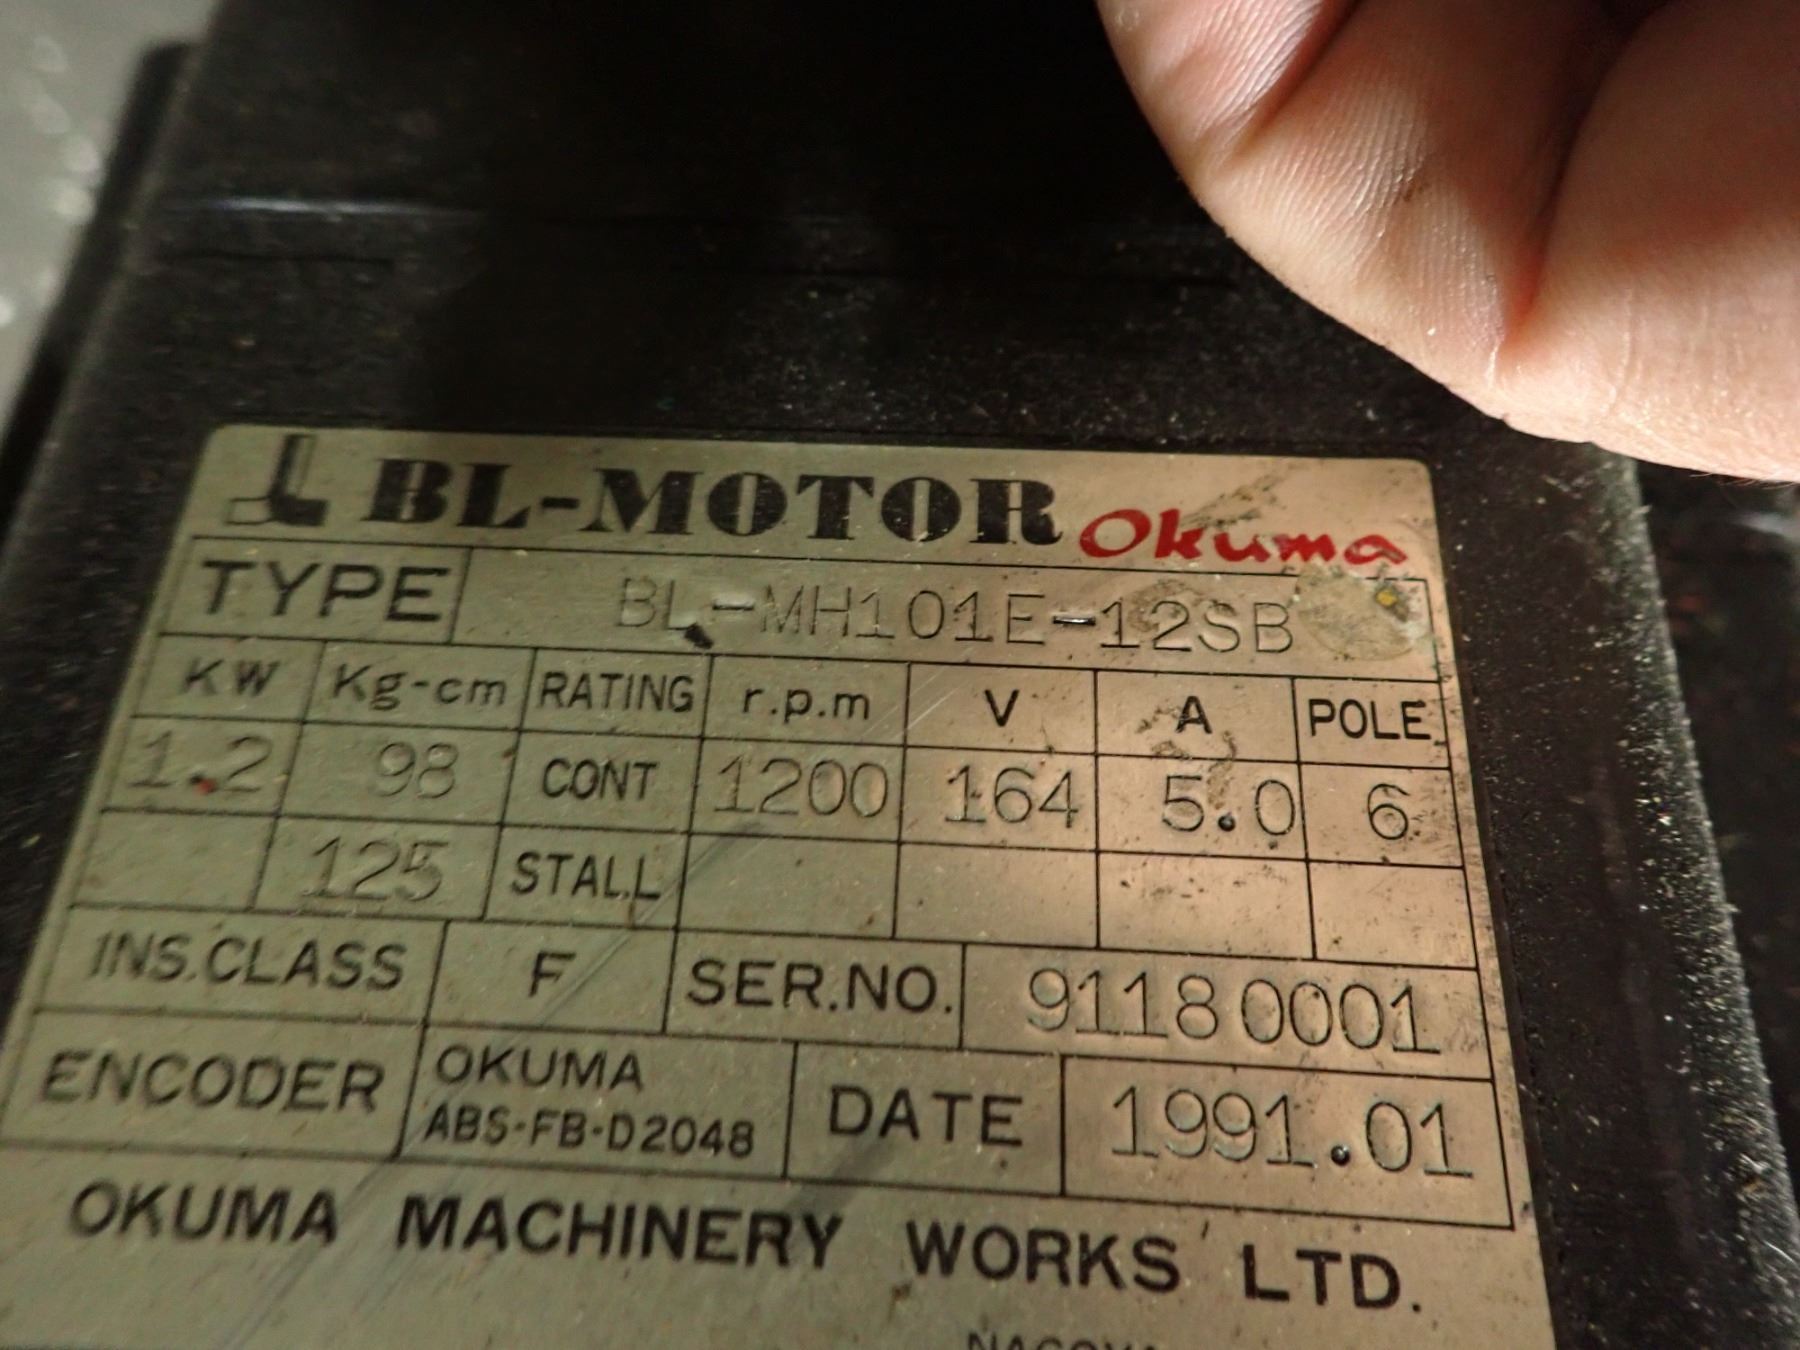 BL-MOTOR Okuma
TYPE BL-MH101E-12SB
KW Kg-cm RATING r.p.m V A POLE
1.2 98 CONT 1200 164 5.0 6
125 STALL
INS.CLASS F SER.NO. 91180001
ENCODER OKUMA ABS-FB-D2048 DATE 1991.01
OKUMA MACHINERY WORKS LTD.